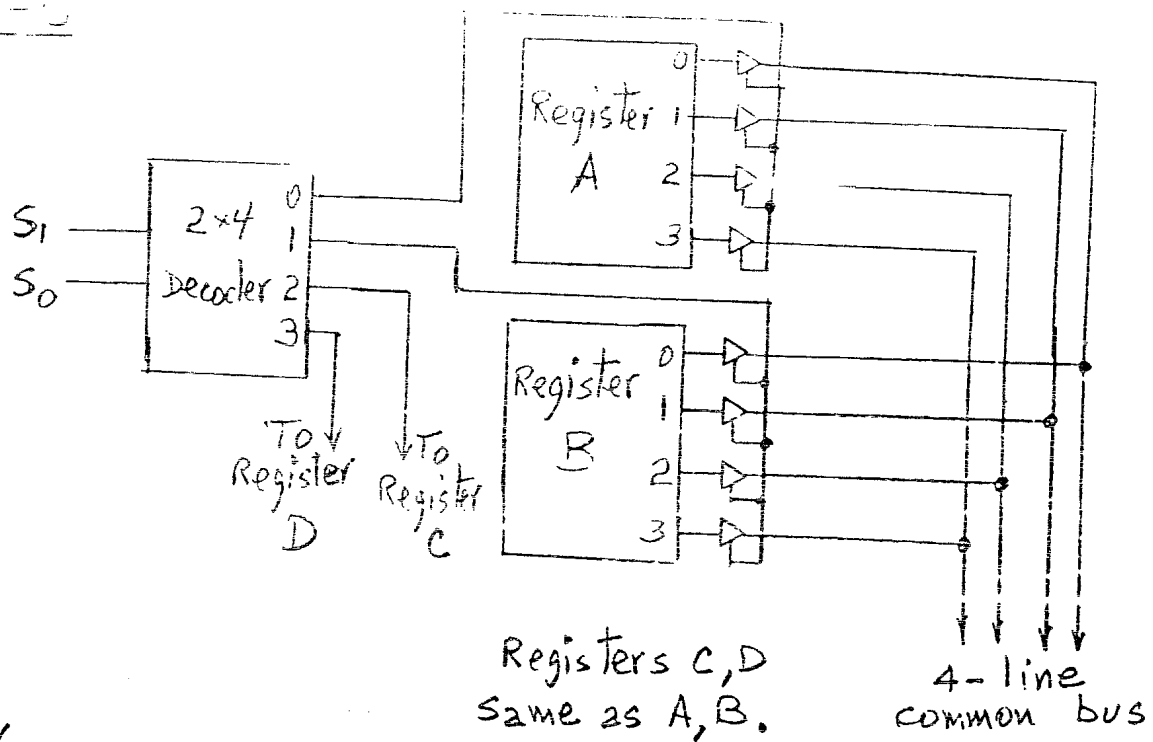 S1
S0
2×4
Decoder
0
1
2
3
Register
A
0
1
2
3
Register
B
0
1
2
3
To
Register
D
To
Register
C
Registers C, D
same as A, B.
4-line
common bus